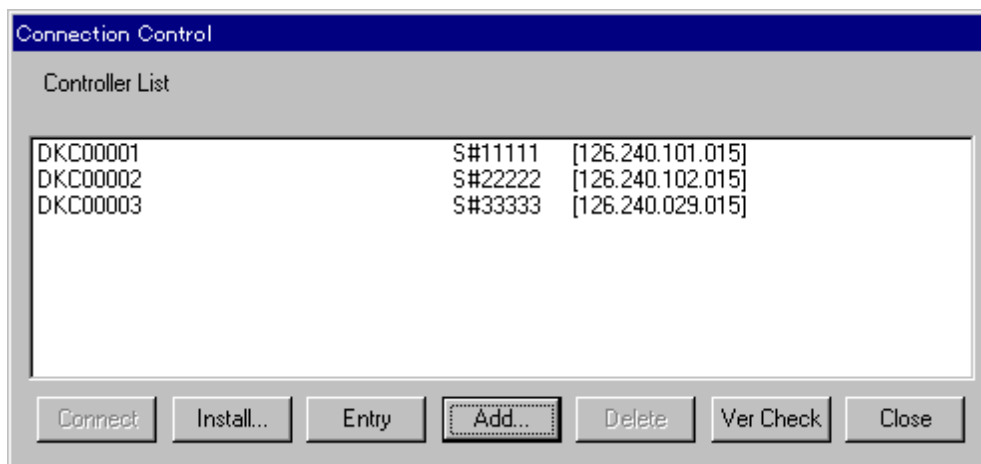 Connection Control
Controller List
DKC00001 S#11111 [126.240.101.015]
DKC00002 S#22222 [126.240.102.015]
DKC00003 S#33333 [126.240.029.015]
Connect Install... Entry Add... Delete Ver Check Close